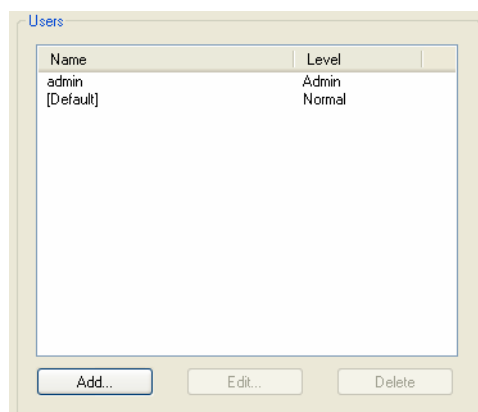 Users
Name Level
admin Admin
[Default] Normal
Add... Edit... Delete